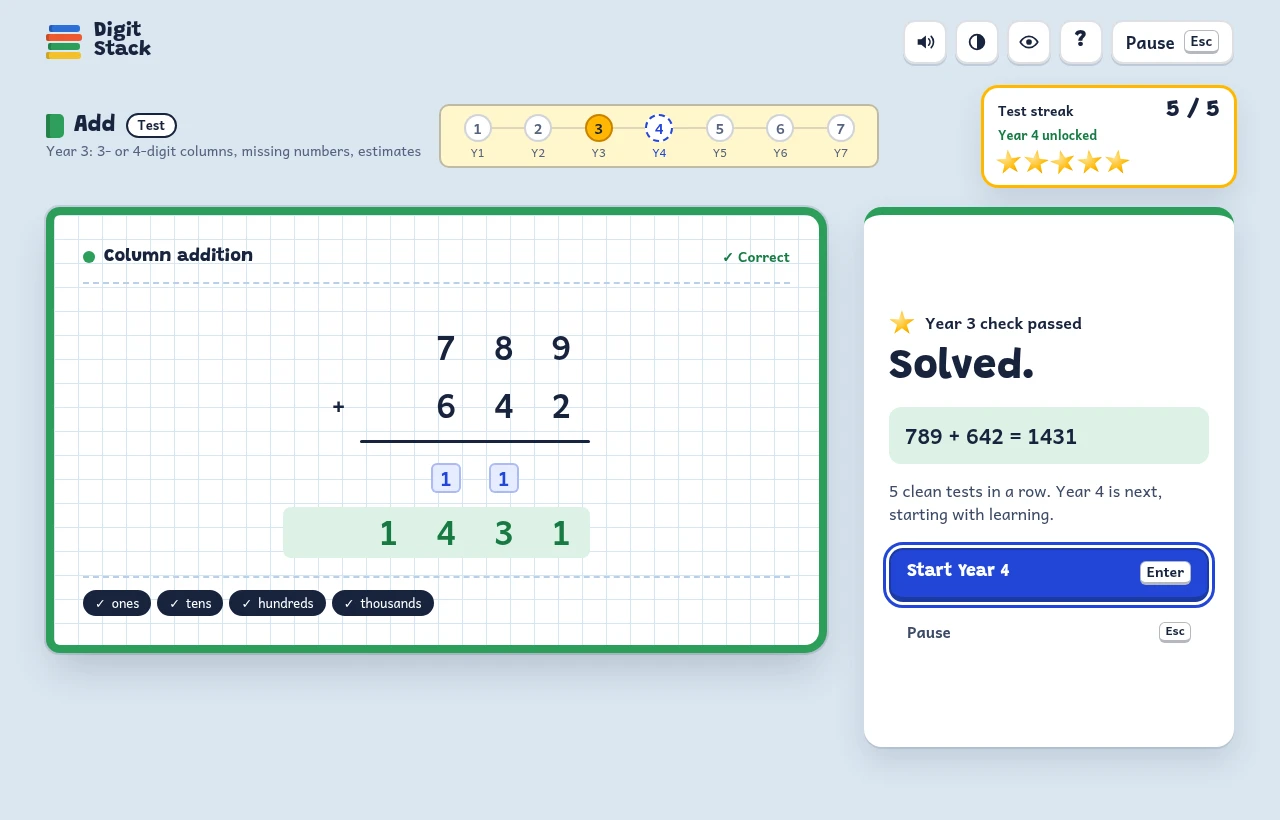 Digit
Stack
?
Pause Esc
Add Test
Year 3: 3- or 4-digit columns, missing numbers, estimates
1 2 3 4 5 6 7
Y1 Y2 Y3 Y4 Y5 Y6 Y7
Test streak 5 / 5
Year 4 unlocked
Column addition ✓ Correct
7 8 9
+ 6 4 2
1 1
1 4 3 1
✓ ones ✓ tens ✓ hundreds ✓ thousands
Year 3 check passed
Solved.
789 + 642 = 1431
5 clean tests in a row. Year 4 is next,
starting with learning.
Start Year 4 Enter
Pause Esc